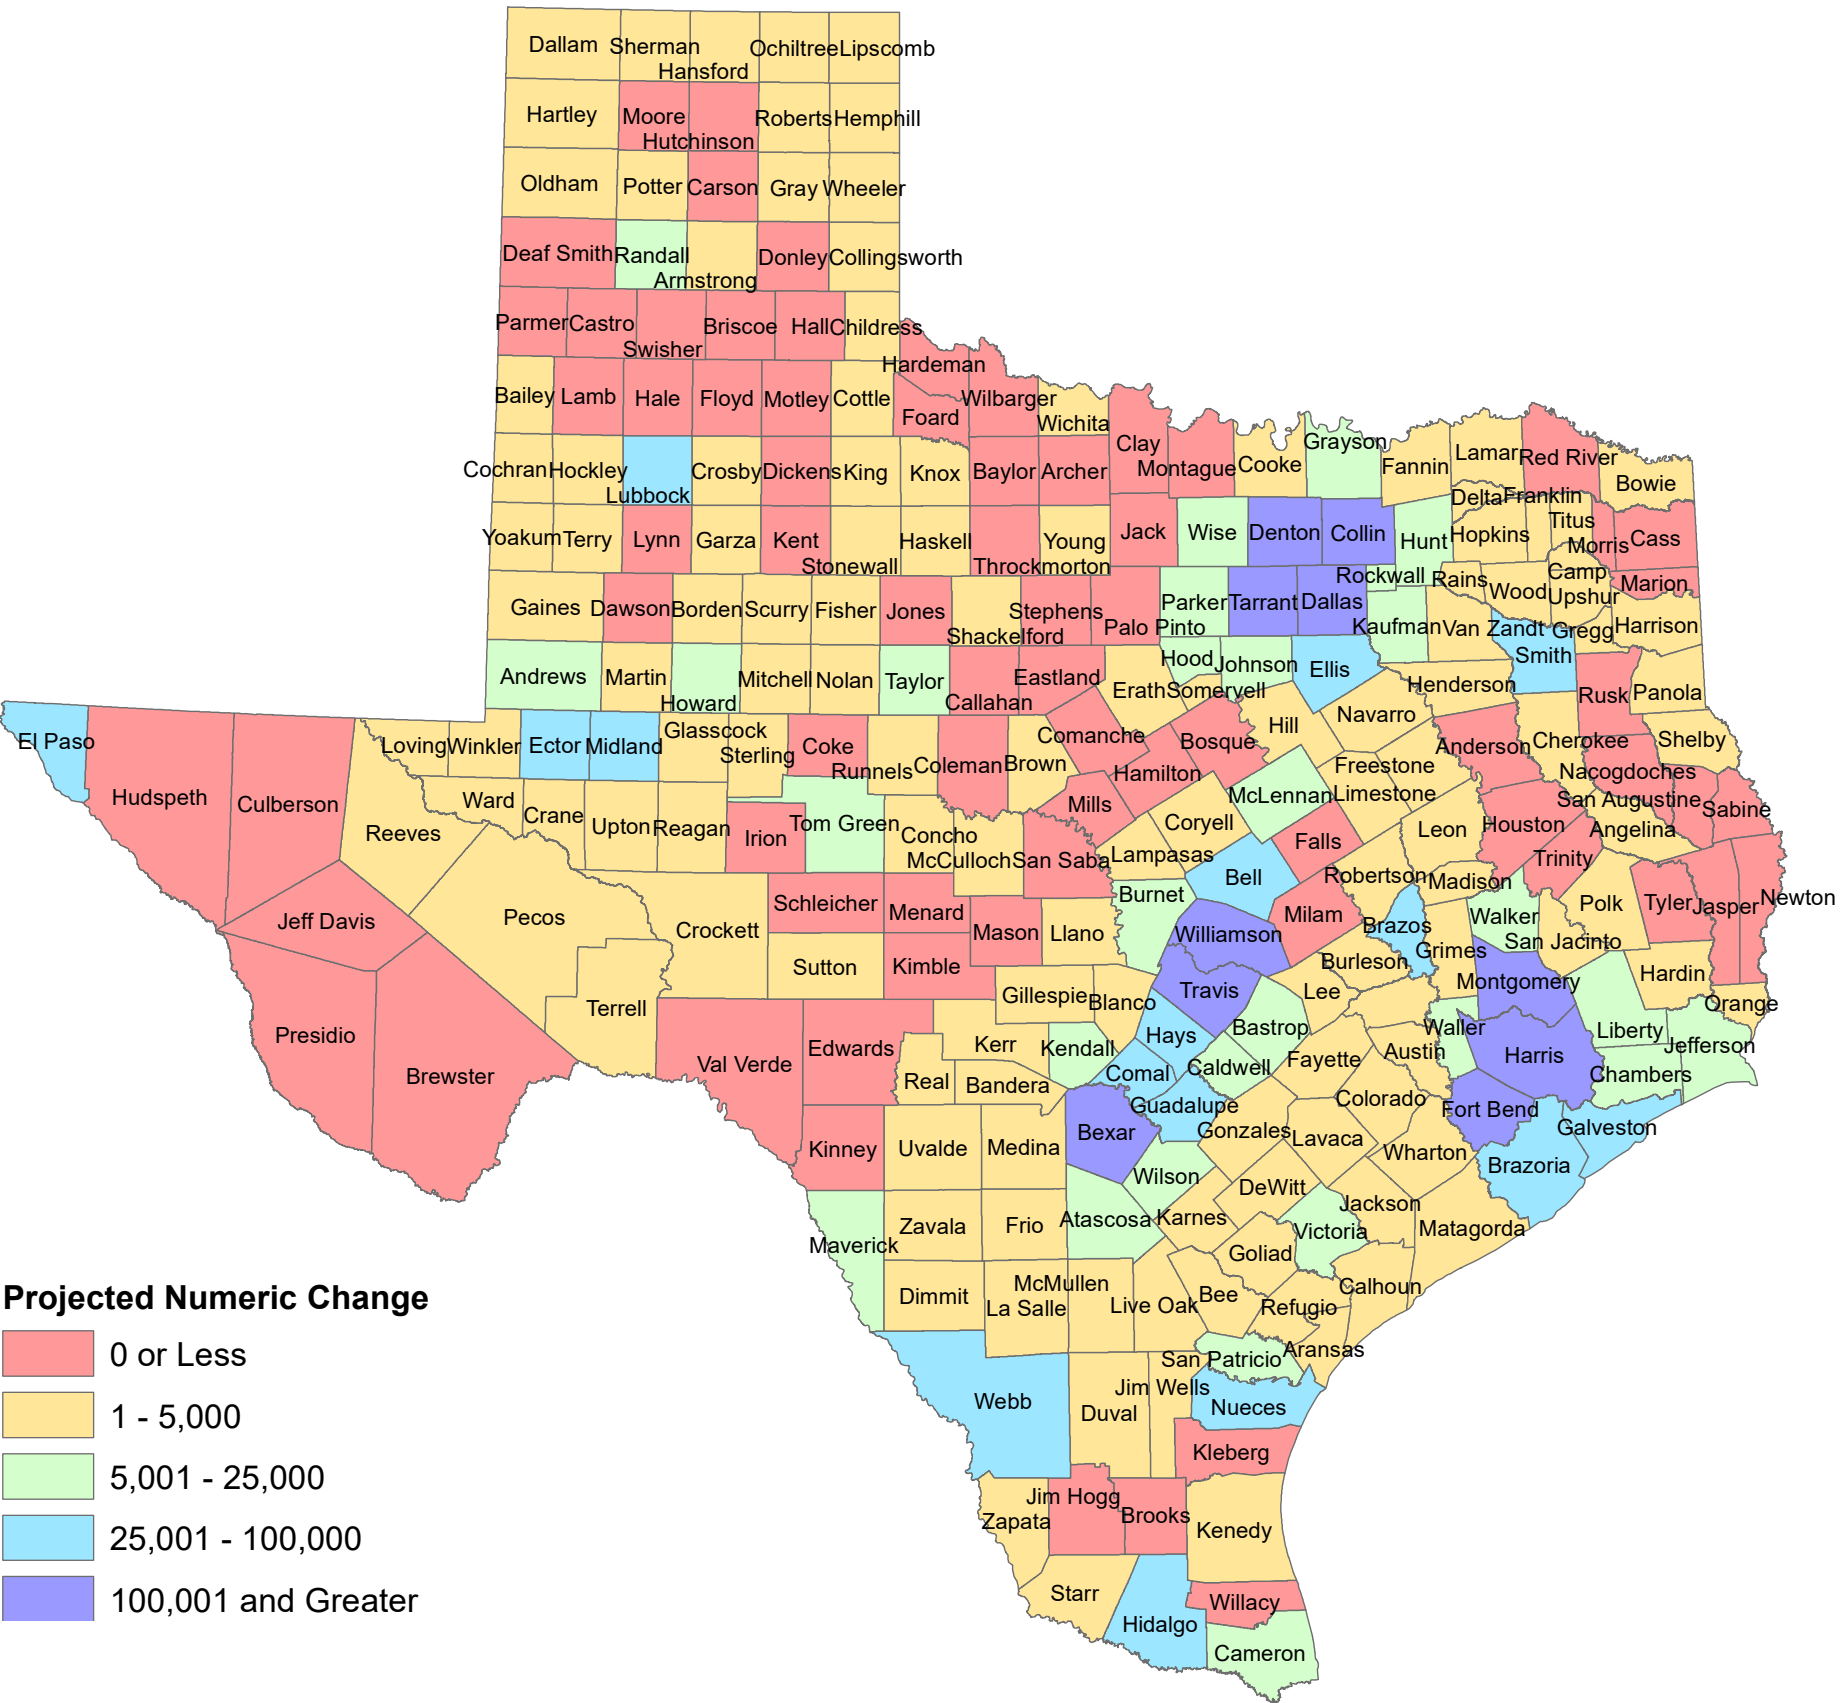 Dallam Sherman Hansford Ochiltree Lipscomb
Hartley Moore Hutchinson Roberts Hemphill
Oldham Potter Carson Gray Wheeler
Deaf Smith Randall Armstrong Donley Collingsworth
Parmer Castro Swisher Briscoe Hall Childress
Hardeman
Bailey Lamb Hale Floyd Motley Cottle Foard Wilbarger Wichita
Clay Montague Cooke Grayson Fannin Lamar Red River Bowie
Cochran Hockley Lubbock Crosby Dickens King Knox Baylor Archer
Delta Franklin Titus Morris Cass
Yoakum Terry Lynn Garza Kent Stonewall Haskell Throckmorton Young Jack Wise Denton Collin Hunt Hopkins
Rockwall Rains Wood Camp Upshur Marion
Gaines Dawson Borden Scurry Fisher Jones Shackelford Stephens Palo Pinto Parker Tarrant Dallas Kaufman Van Zandt Smith Gregg Harrison
Andrews Martin Howard Mitchell Nolan Taylor Callahan Eastland Erath Hood Somervell Johnson Ellis Henderson Rusk Panola
El Paso Hudspeth Culberson Loving Winkler Ector Midland Glasscock Sterling Coke Runnels Coleman Brown Comanche Bosque Hill Navarro Anderson Cherokee Shelby
Hamilton Freestone Nacogdoches
Reeves Ward Crane Upton Reagan Irion Tom Green Concho McCulloch San Saba Mills Coryell McLennan Limestone Leon Houston San Augustine Angelina Sabine
Lampasas Falls Trinity
Jeff Davis Pecos Crockett Schleicher Menard Mason Llano Burnet Bell Milam Robertson Madison Walker Polk Tyler Jasper Newton
Williamson Brazos Grimes San Jacinto
Terrell Sutton Kimble Gillespie Blanco Travis Lee Burleson Montgomery Hardin Orange
Presidio Brewster Val Verde Edwards Kerr Kendall Hays Bastrop Fayette Austin Waller Harris Liberty Jefferson
Real Bandera Comal Caldwell Chambers
Kinney Uvalde Medina Bexar Guadalupe Gonzales Lavaca Colorado Fort Bend Galveston
Wilson Wharton Brazoria
Maverick Zavala Frio Atascosa Karnes DeWitt Victoria Jackson Matagorda
Goliad
Dimmit La Salle McMullen Live Oak Bee Refugio Calhoun
San Patricio Aransas
Webb Duval Jim Wells Nueces
Kleberg
Zapata Jim Hogg Brooks Kenedy
Starr Hidalgo Willacy
Cameron
Projected Numeric Change
0 or Less
1 - 5,000
5,001 - 25,000
25,001 - 100,000
100,001 and Greater